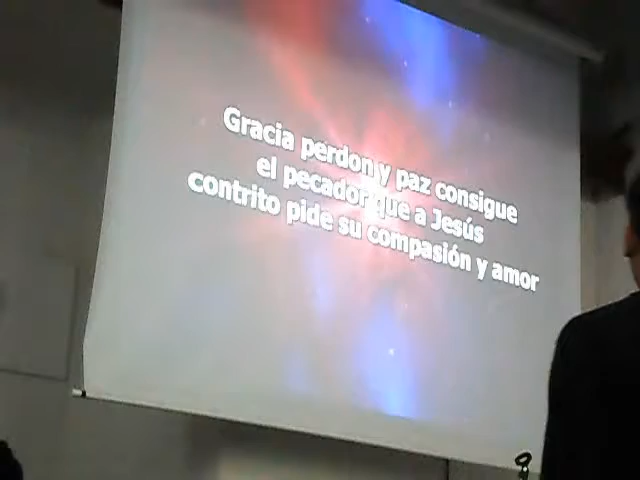 Gracia perdon y paz consigue
el pecador que a Jesús
contrito pide su compasión y amor